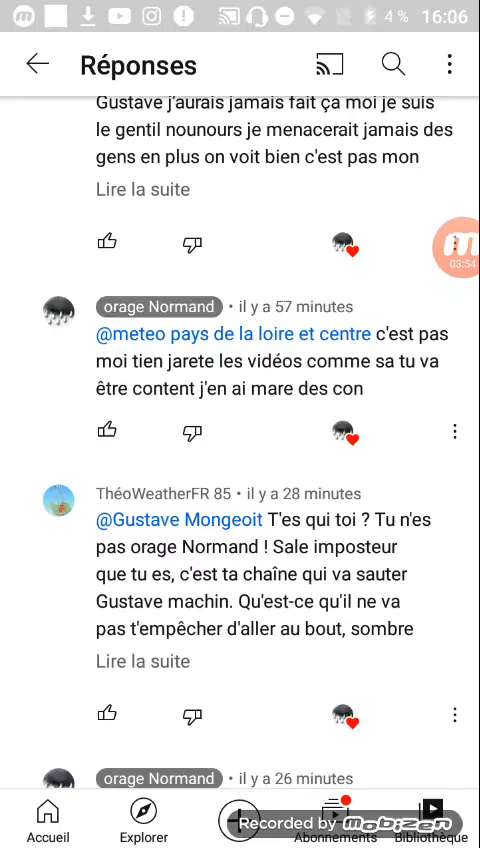 4 % 16:06
Réponses
Gustave j'aurais jamais fait ça moi je suis
le gentil nounours je menacerait jamais des
gens en plus on voit bien c'est pas mon
Lire la suite
03:54
orage Normand • il y a 57 minutes
@meteo pays de la loire et centre c'est pas
moi tien jarete les vidéos comme sa tu va
être content j'en ai mare des con
ThéoWeatherFR 85 • il y a 28 minutes
@Gustave Mongeoit T'es qui toi ? Tu n'es
pas orage Normand ! Sale imposteur
que tu es, c'est ta chaîne qui va sauter
Gustave machin. Qu'est-ce qu'il ne va
pas t'empêcher d'aller au bout, sombre
Lire la suite
orage Normand • il y a 26 minutes
Recorded by mobizen
Accueil Explorer Abonnements Bibliothèque